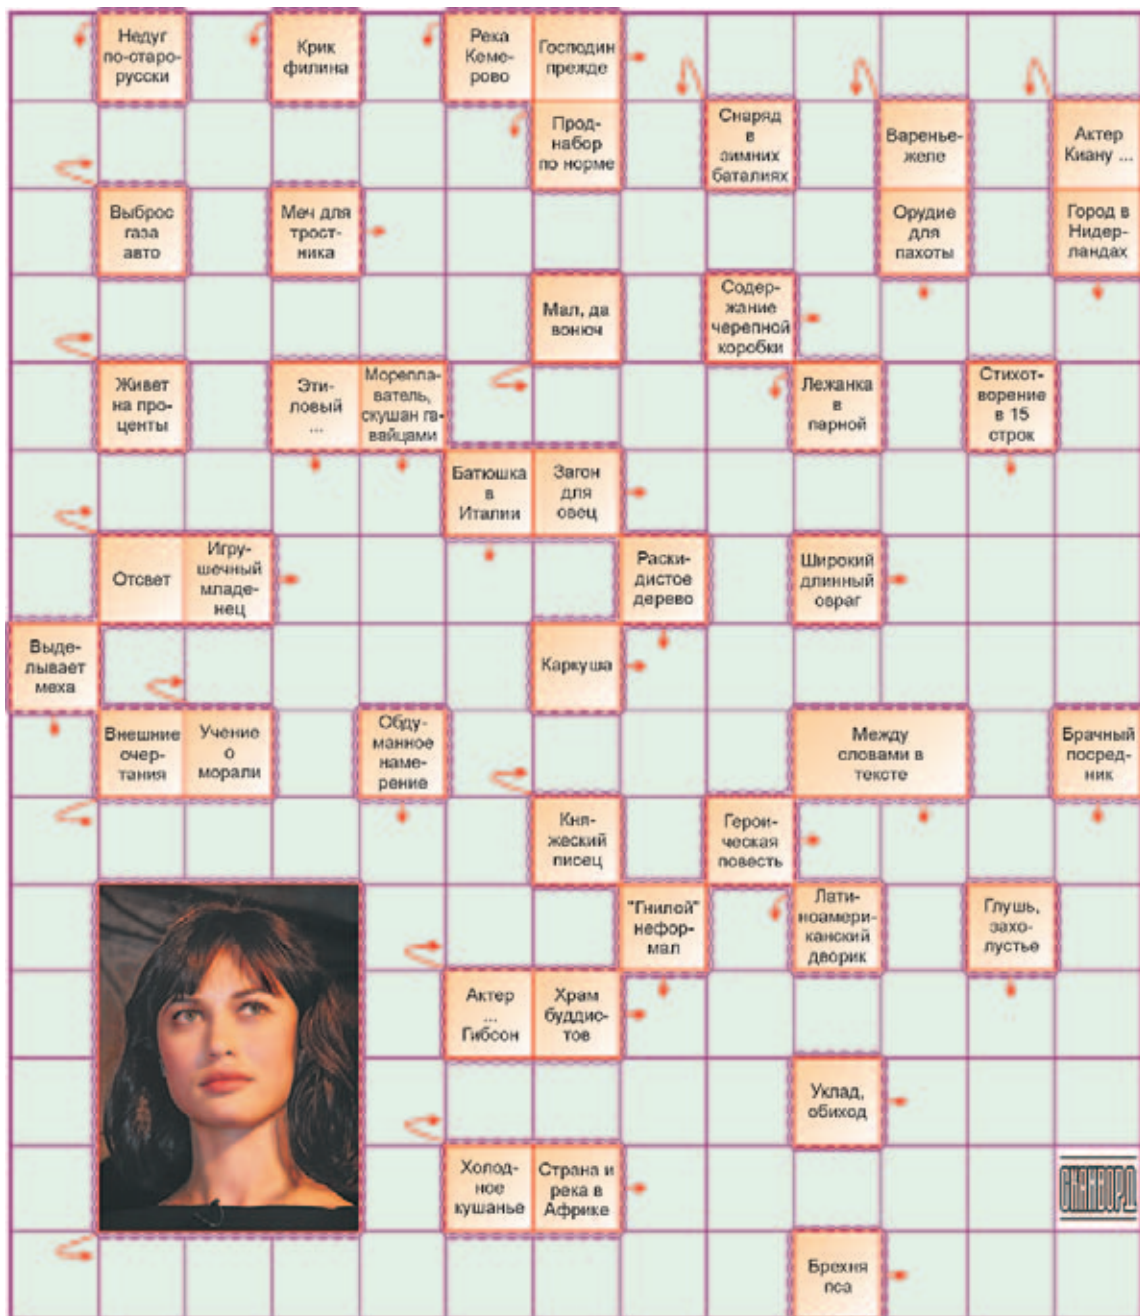 Недуг
по-старо-
русски
Крик
филина
Река
Кеме-
рово
Господин
прежде
Прод-
набор
по норме
Снаряд
в
зимних
баталиях
Варенье-
желе
Актер
Киану ...
Выброс
газа
авто
Меч для
трост-
ника
Орудие
для
пахоты
Город в
Нидер-
ландах
Мал, да
вонюч
Содер-
жание
черепной
коробки
Живет
на про-
центы
Эти-
ловый
...
Морепла-
ватель,
скушан га-
вайцами
Лежанка
в
парной
Стихот-
ворение
в 15
строк
Батюшка
в
Италии
Загон
для
овец
Отсвет
Игру-
шечный
младе-
нец
Раски-
дистое
дерево
Широкий
длинный
овраг
Выде-
лывает
меха
Каркуша
Внешние
очер-
тания
Учение
о
морали
Обду-
манное
наме-
рение
Между
словами в
тексте
Брачный
посред-
ник
Кня-
жеский
писец
Герои-
ческая
повесть
"Гнилой"
нефор-
мал
Лати-
ноамери-
канский
дворик
Глушь,
захо-
лустье
Актер
...
Гибсон
Храм
буддис-
тов
Уклад,
обиход
Холод-
ное
кушанье
Страна и
река в
Африке
СКАНВОРД
Брехня
пса